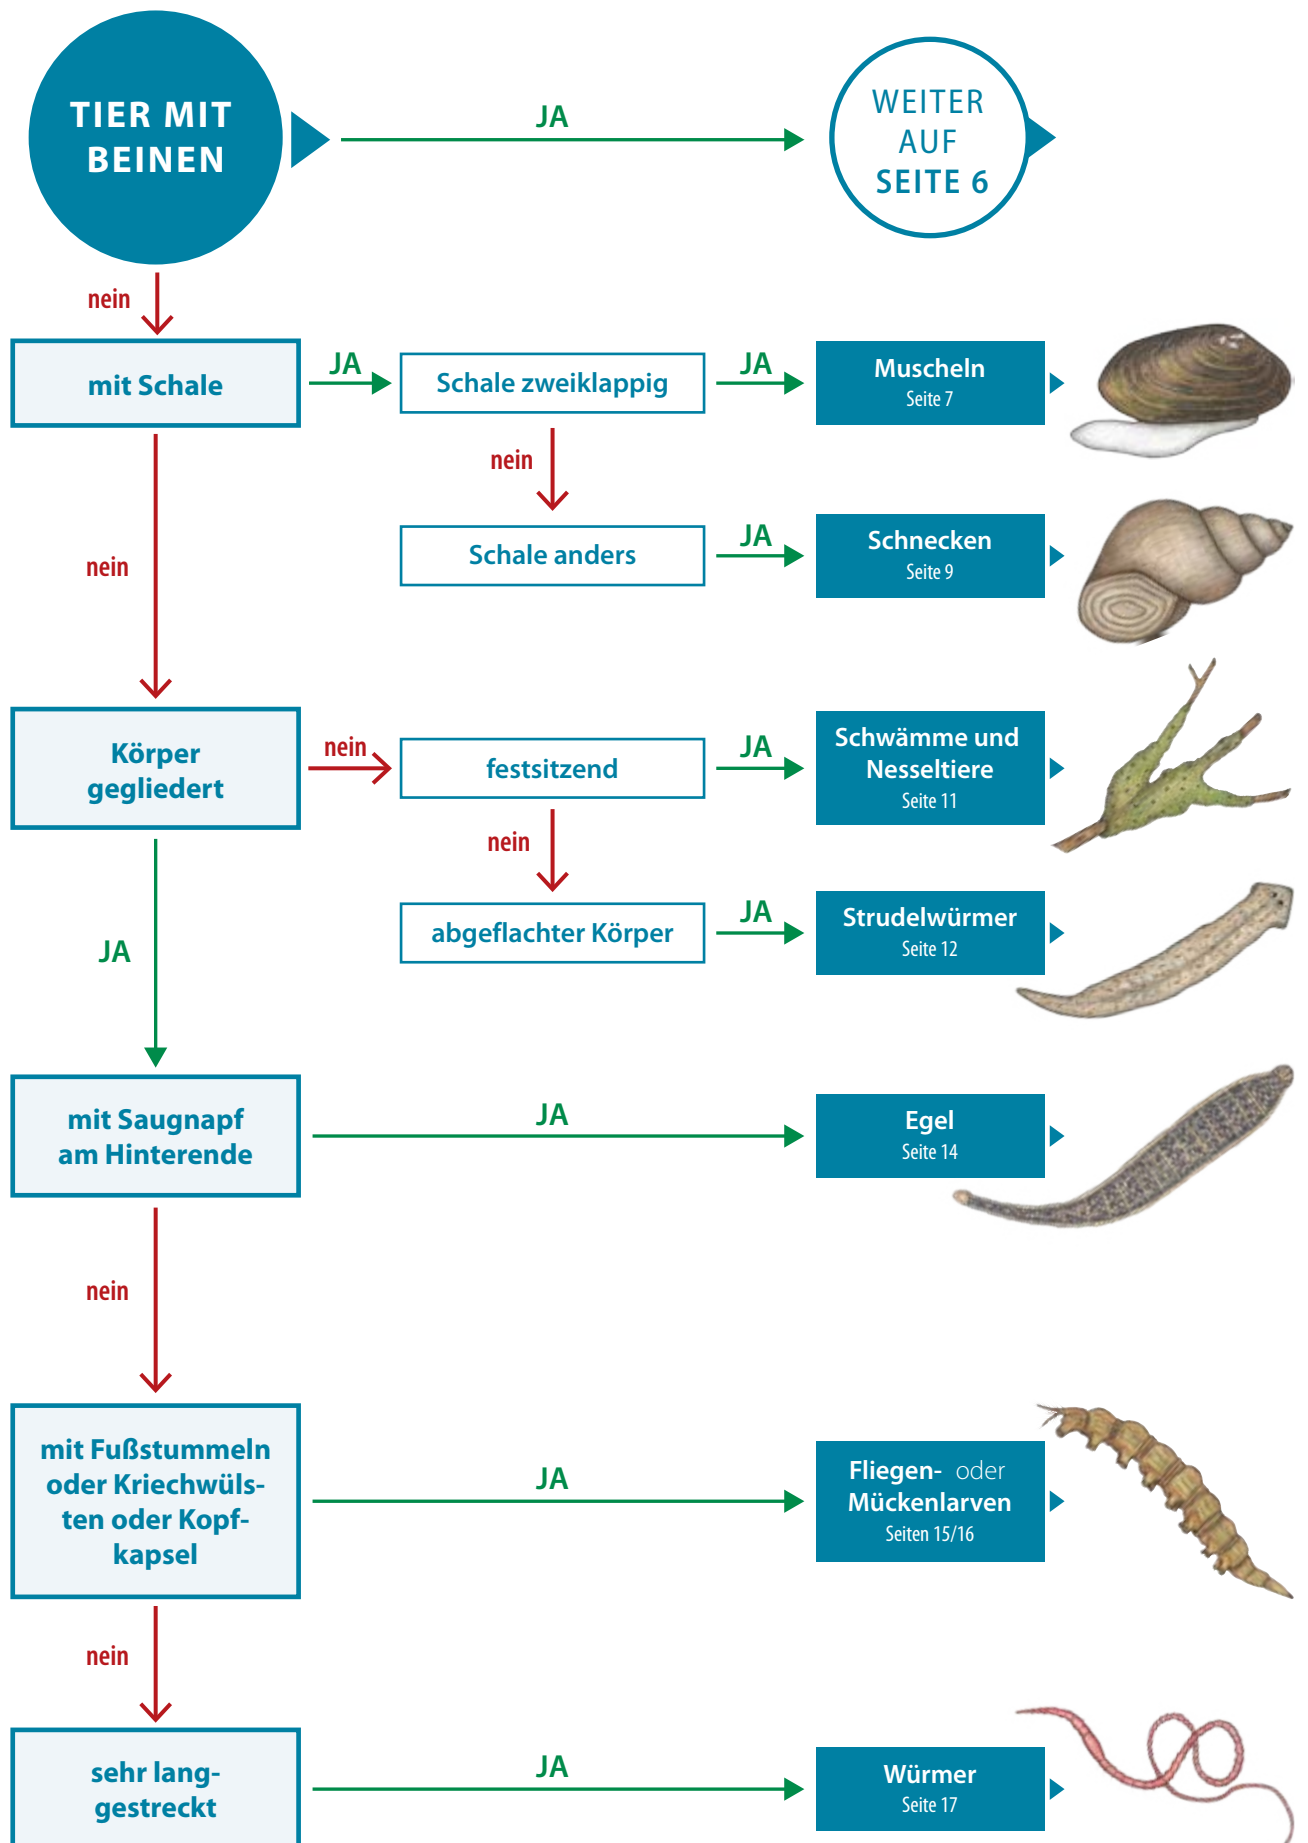 TIER MIT
BEINEN
JA
WEITER
AUF
SEITE 6
nein
mit Schale
JA
Schale zweiklappig
JA
Muscheln
Seite 7
nein
nein
Schale anders
JA
Schnecken
Seite 9
Körper
gegliedert
nein
festsitzend
JA
Schwämme und
Nesseltiere
Seite 11
nein
JA
abgeflachter Körper
JA
Strudelwürmer
Seite 12
mit Saugnapf
am Hinterende
JA
Egel
Seite 14
nein
mit Fußstummeln
oder Kriechwüls-
ten oder Kopf-
kapsel
JA
Fliegen- oder
Mückenlarven
Seiten 15/16
nein
sehr lang-
gestreckt
JA
Würmer
Seite 17